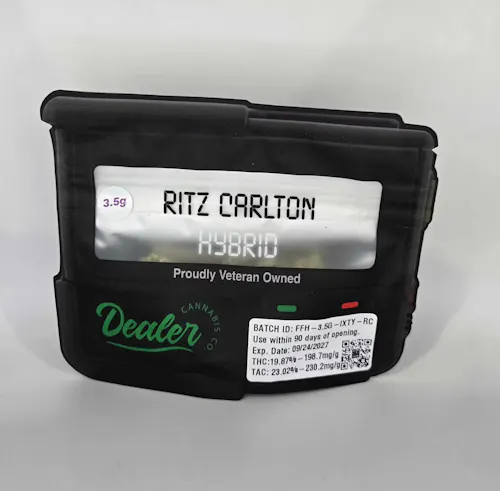 3.5g
RITZ CARLTON
HYBRID
Proudly Veteran Owned
Dealer
CANNABIS CO
BATCH ID: FFH-3.5G-IXTY-RC
Use within 90 days of opening.
Exp. Date: 09/24/2027
THC:19.87%-198.7mg/g
TAC: 23.02%-230.2mg/g